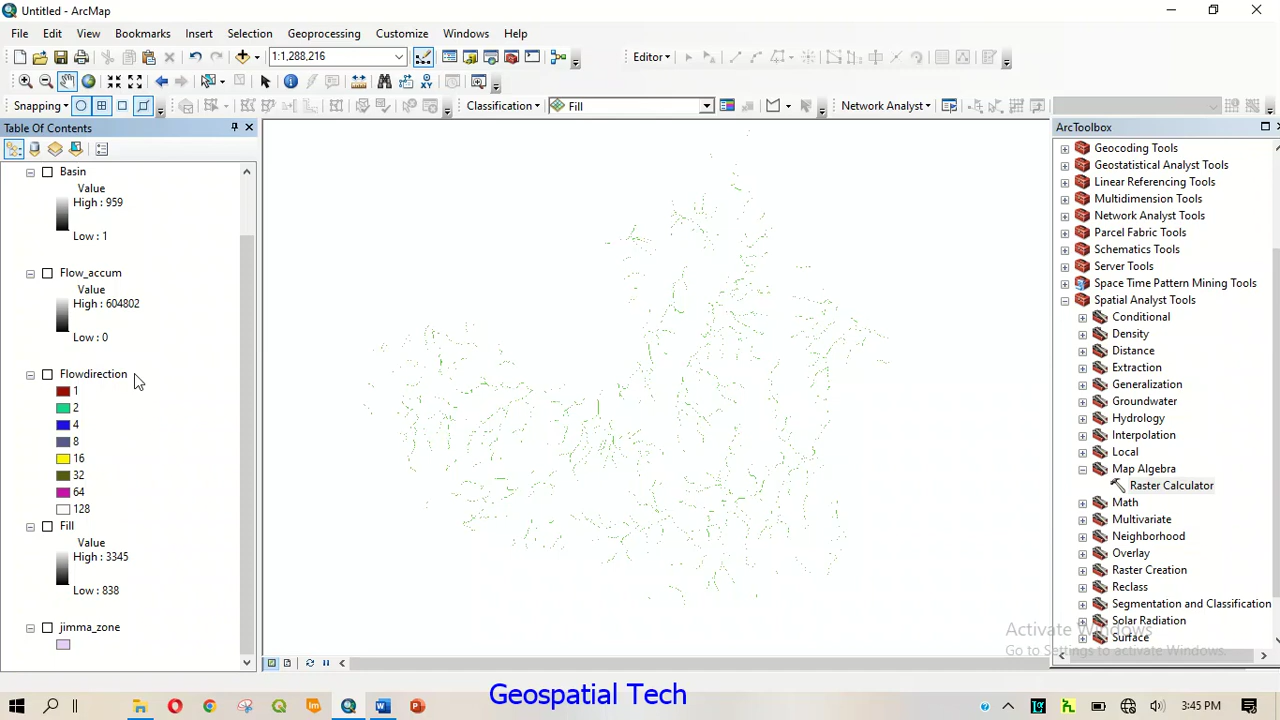 Untitled - ArcMap
File Edit View Bookmarks Insert Selection Geoprocessing Customize Windows Help
1:1,288,216
Editor
Snapping
Classification
Fill
Network Analyst
Table Of Contents
Basin
Value
High : 959
Low : 1
Flow_accum
Value
High : 604802
Low : 0
Flowdirection
1
2
4
8
16
32
64
128
Fill
Value
High : 3345
Low : 838
jimma_zone
ArcToolbox
Geocoding Tools
Geostatistical Analyst Tools
Linear Referencing Tools
Multidimension Tools
Network Analyst Tools
Parcel Fabric Tools
Schematics Tools
Server Tools
Space Time Pattern Mining Tools
Spatial Analyst Tools
Conditional
Density
Distance
Extraction
Generalization
Groundwater
Hydrology
Interpolation
Local
Map Algebra
Raster Calculator
Math
Multivariate
Neighborhood
Overlay
Raster Creation
Reclass
Segmentation and Classification
Solar Radiation
Surface
Activate Windows
Go to Settings to activate Windows.
Geospatial Tech
3:45 PM